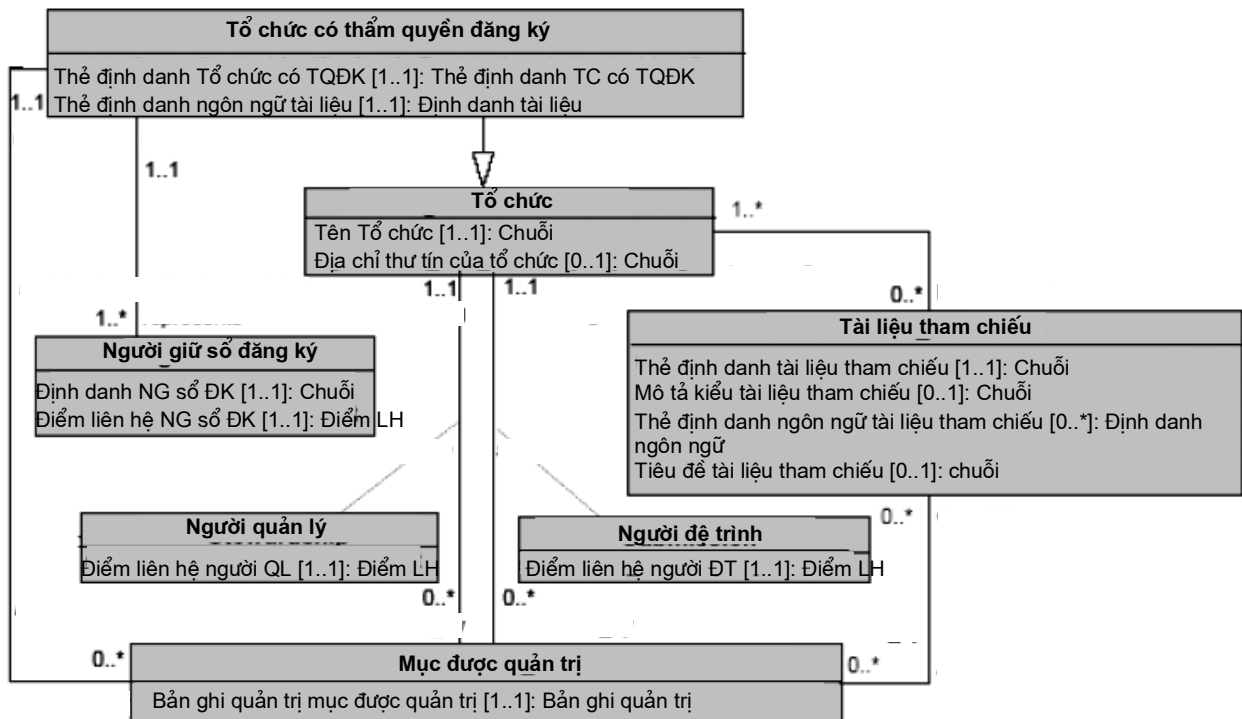 Tổ chức có thẩm quyền đăng ký
Thẻ định danh Tổ chức có TQĐK [1..1]: Thẻ định danh TC có TQĐK
Thẻ định danh ngôn ngữ tài liệu [1..1]: Định danh tài liệu
1..1
1..1
Tổ chức
Tên Tổ chức [1..1]: Chuỗi
Địa chỉ thư tín của tổ chức [0..1]: Chuỗi
1..*
1..1
1..1
0..*
1..*
Người giữ sổ đăng ký
Định danh NG sổ ĐK [1..1]: Chuỗi
Điểm liên hệ NG sổ ĐK [1..1]: Điểm LH
Tài liệu tham chiếu
Thẻ định danh tài liệu tham chiếu [1..1]: Chuỗi
Mô tả kiểu tài liệu tham chiếu [0..1]: Chuỗi
Thẻ định danh ngôn ngữ tài liệu tham chiếu [0..*]: Định danh
ngôn ngữ
Tiêu đề tài liệu tham chiếu [0..1]: chuỗi
Người quản lý
Điểm liên hệ người QL [1..1]: Điểm LH
Người đệ trình
Điểm liên hệ người ĐT [1..1]: Điểm LH
0..*
0..*
0..*
0..*
Mục được quản trị
0..*
Bản ghi quản trị mục được quản trị [1..1]: Bản ghi quản trị